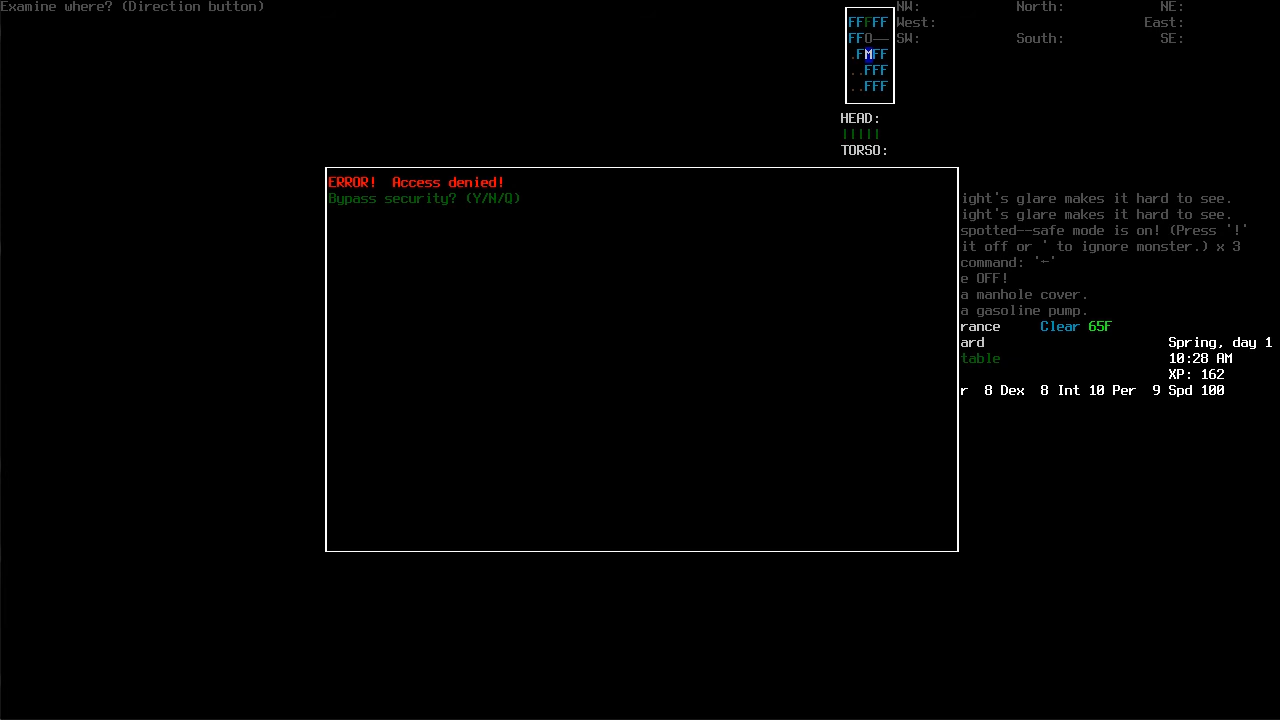 Examine where? (Direction button)
NW: North: NE:
West: East:
SW: South: SE:
FFFFF
FFO——
.FMFF
..FFF
..FFF
HEAD:
|||||
TORSO:
ERROR! Access denied!
Bypass security? (Y/N/Q)
ight's glare makes it hard to see.
ight's glare makes it hard to see.
spotted--safe mode is on! (Press '!'
it off or ' to ignore monster.) x 3
command: '←'
e OFF!
a manhole cover.
a gasoline pump.
rance Clear 65F
ard Spring, day 1
table 10:28 AM
XP: 162
r 8 Dex 8 Int 10 Per 9 Spd 100